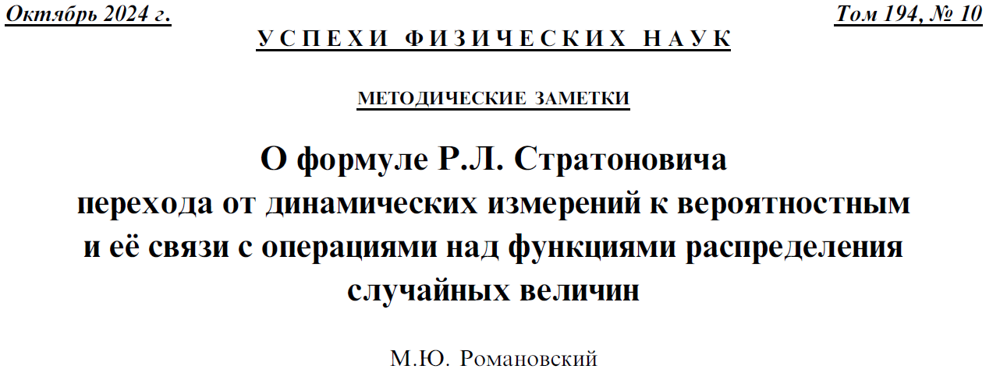 Октябрь 2024 г.
Том 194, № 10
УСПЕХИ ФИЗИЧЕСКИХ НАУК
МЕТОДИЧЕСКИЕ ЗАМЕТКИ
О формуле Р.Л. Стратоновича
перехода от динамических измерений к вероятностным
и её связи с операциями над функциями распределения
случайных величин
М.Ю. Романовский